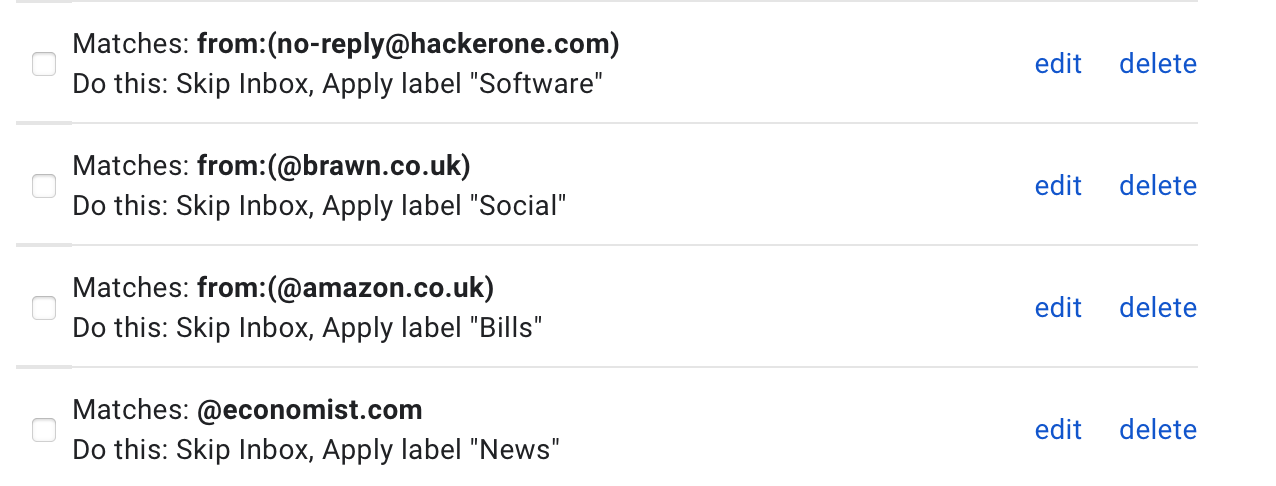 Matches: from:(no-reply@hackerone.com)
Do this: Skip Inbox, Apply label "Software"
edit delete
Matches: from:(@brawn.co.uk)
Do this: Skip Inbox, Apply label "Social"
edit delete
Matches: from:(@amazon.co.uk)
Do this: Skip Inbox, Apply label "Bills"
edit delete
Matches: @economist.com
Do this: Skip Inbox, Apply label "News"
edit delete